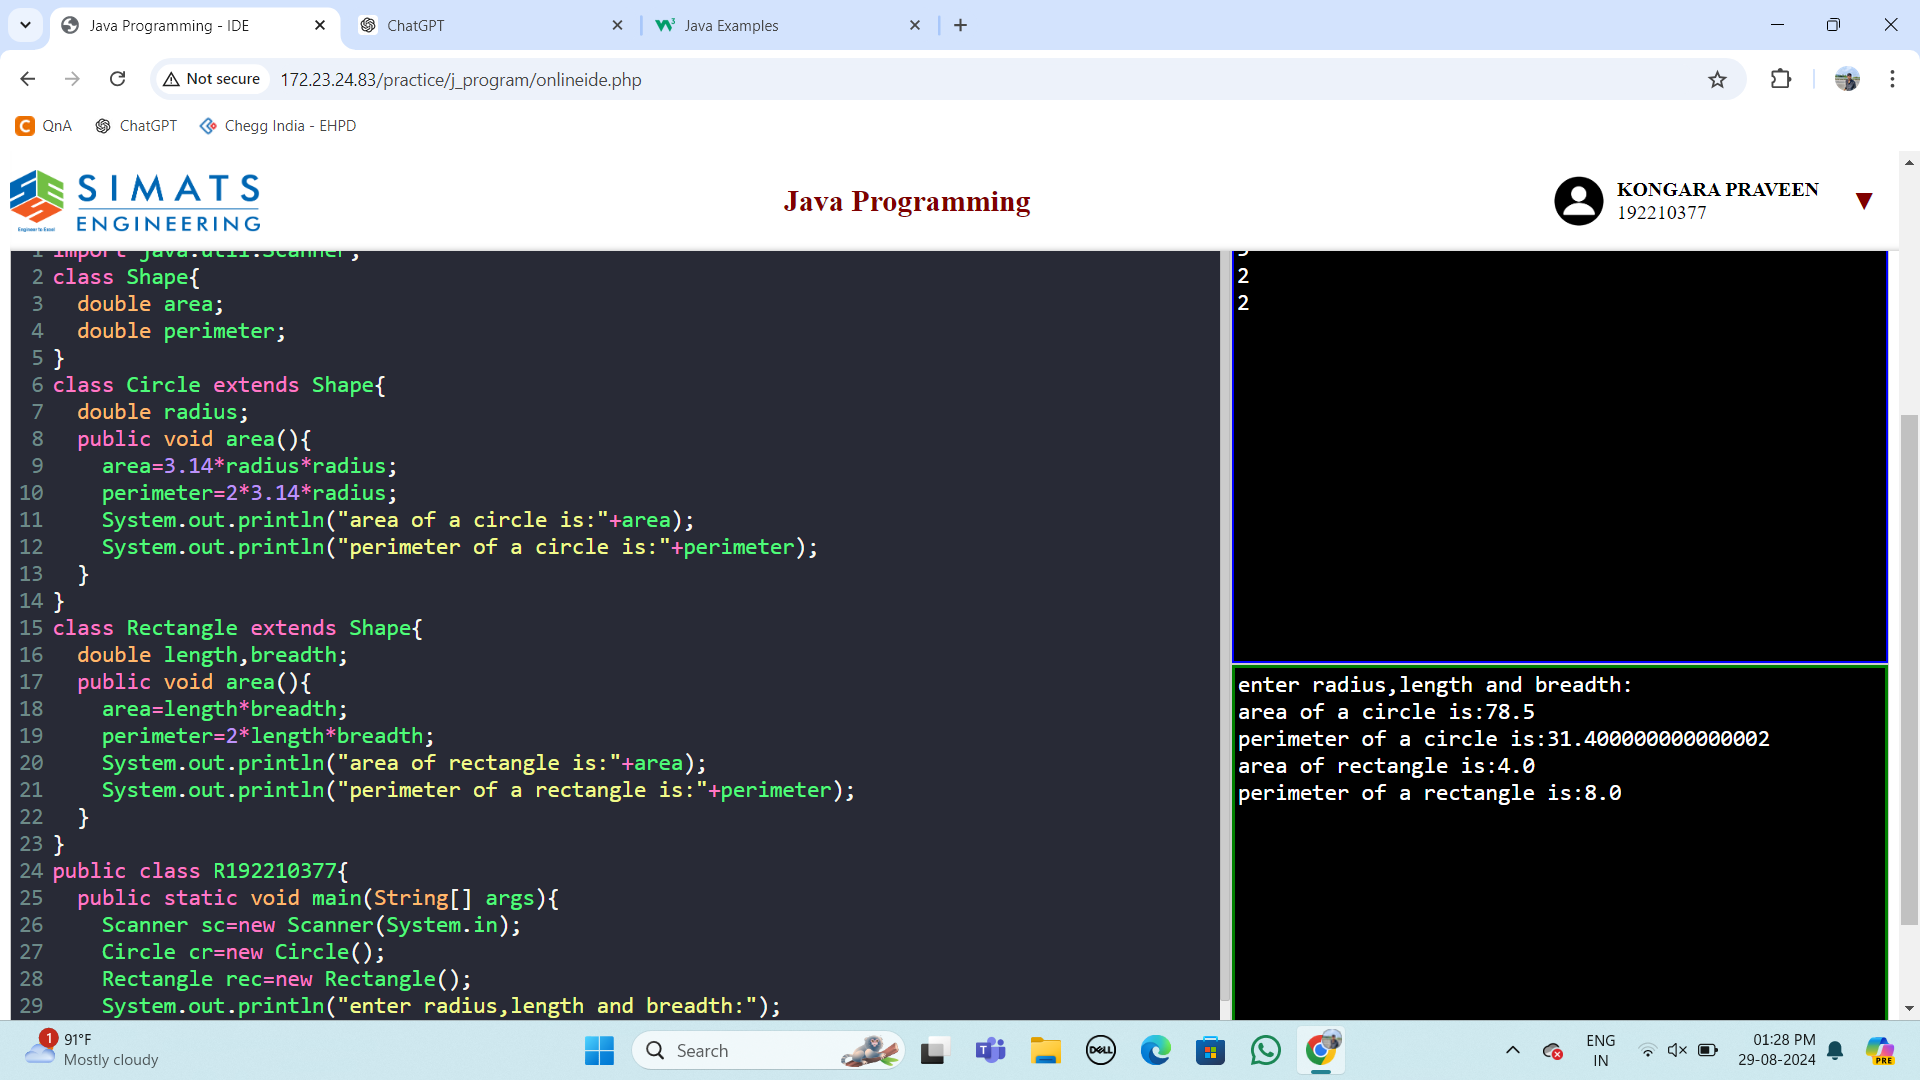 Java Programming - IDE
ChatGPT
Java Examples
Not secure
172.23.24.83/practice/j_program/onlineide.php
QnA
ChatGPT
Chegg India - EHPD
SIMATS
ENGINEERING
Engineer to Excel
Java Programming
KONGARA PRAVEEN
192210377
1 import java.util.Scanner;
2 class Shape{
3 double area;
4 double perimeter;
5 }
6 class Circle extends Shape{
7 double radius;
8 public void area(){
9 area=3.14*radius*radius;
10 perimeter=2*3.14*radius;
11 System.out.println("area of a circle is:"+area);
12 System.out.println("perimeter of a circle is:"+perimeter);
13 }
14 }
15 class Rectangle extends Shape{
16 double length,breadth;
17 public void area(){
18 area=length*breadth;
19 perimeter=2*length*breadth;
20 System.out.println("area of rectangle is:"+area);
21 System.out.println("perimeter of a rectangle is:"+perimeter);
22 }
23 }
24 public class R192210377{
25 public static void main(String[] args){
26 Scanner sc=new Scanner(System.in);
27 Circle cr=new Circle();
28 Rectangle rec=new Rectangle();
29 System.out.println("enter radius,length and breadth:");
2
2
enter radius,length and breadth:
area of a circle is:78.5
perimeter of a circle is:31.400000000000002
area of rectangle is:4.0
perimeter of a rectangle is:8.0
1
91°F
Mostly cloudy
Search
DELL
ENG
IN
01:28 PM
29-08-2024
PRE